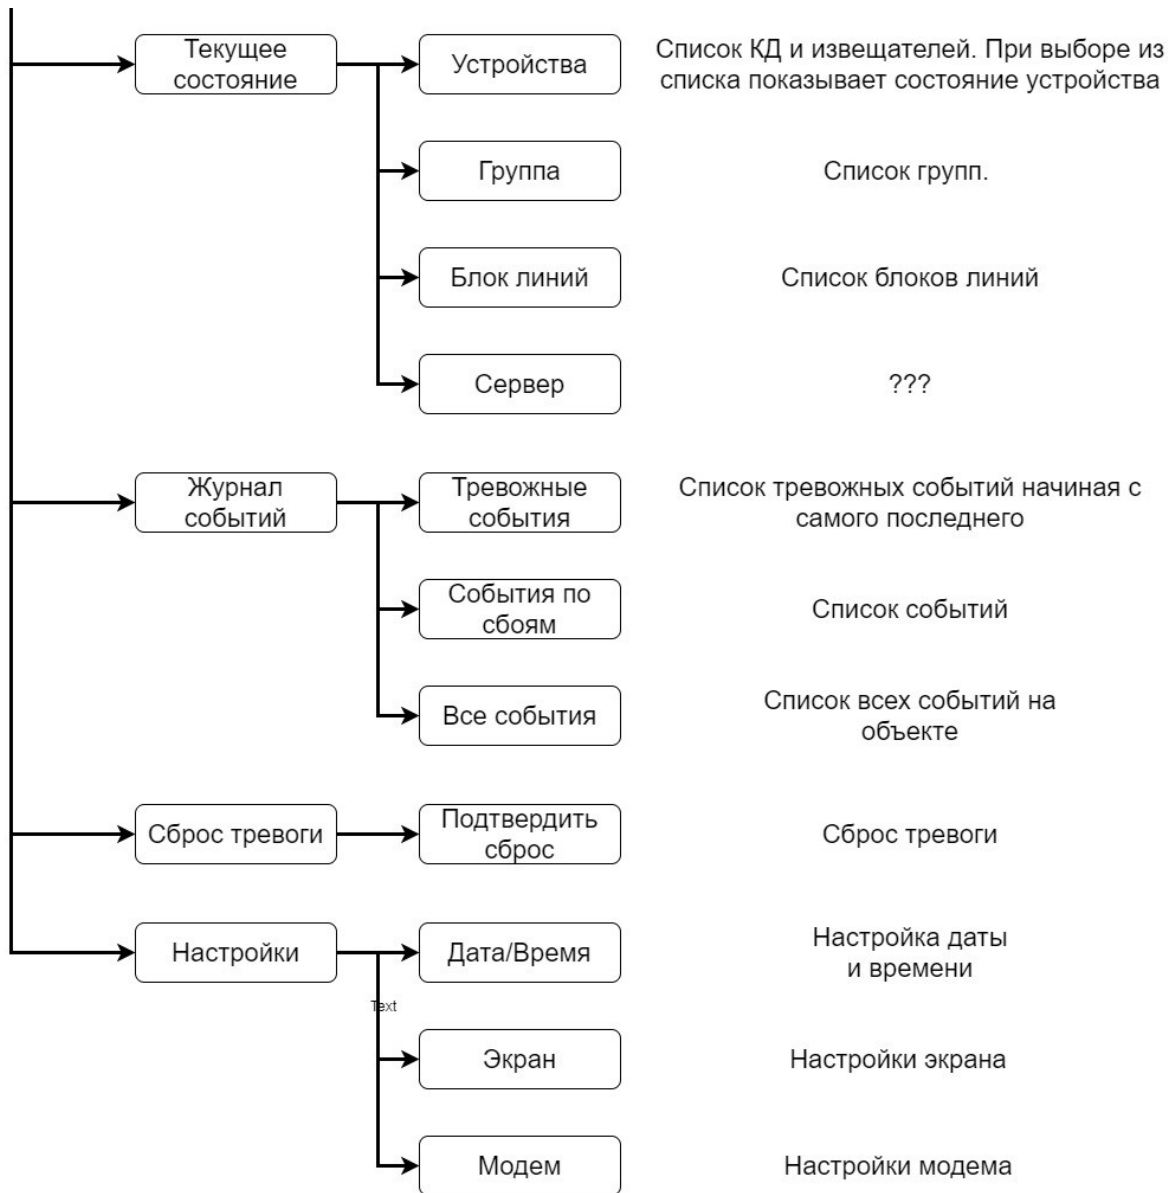 Текущее
состояние
Устройства
Список КД и извещателей. При выборе из
списка показывает состояние устройства
Группа
Список групп.
Блок линий
Список блоков линий
Сервер
???
Журнал
событий
Тревожные
события
Список тревожных событий начиная с
самого последнего
События по
сбоям
Список событий
Все события
Список всех событий на
объекте
Сброс тревоги
Подтвердить
сброс
Сброс тревоги
Настройки
Дата/Время
Настройка даты
и времени
Text
Экран
Настройки экрана
Модем
Настройки модема